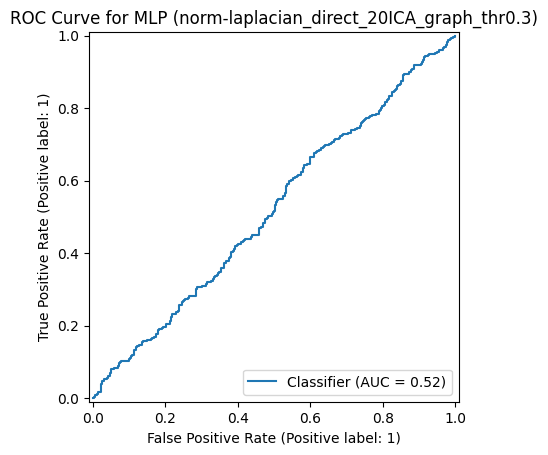 ROC Curve for MLP (norm-laplacian_direct_20ICA_graph_thr0.3)
1.0
0.8
0.6
0.4
0.2
0.0
True Positive Rate (Positive label: 1)
Classifier (AUC = 0.52)
0.0 0.2 0.4 0.6 0.8 1.0
False Positive Rate (Positive label: 1)